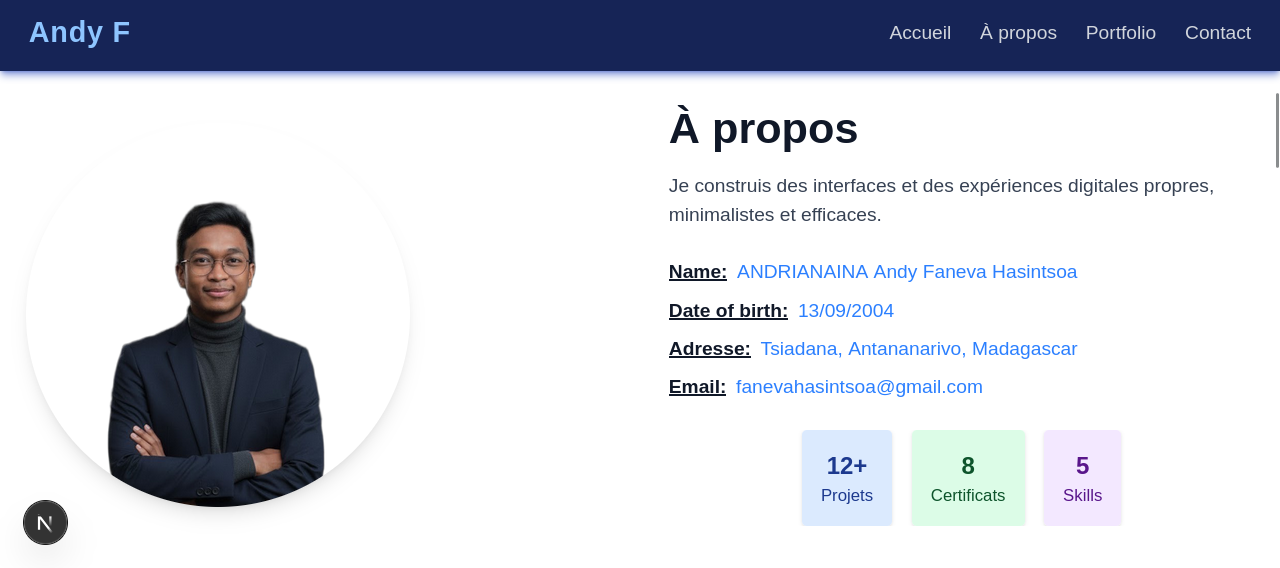 Andy F
Accueil À propos Portfolio Contact
À propos
Je construis des interfaces et des expériences digitales propres,
minimalistes et efficaces.
Name: ANDRIANAINA Andy Faneva Hasintsoa
Date of birth: 13/09/2004
Adresse: Tsiadana, Antananarivo, Madagascar
Email: fanevahasintsoa@gmail.com
12+
Projets
8
Certificats
5
Skills
N